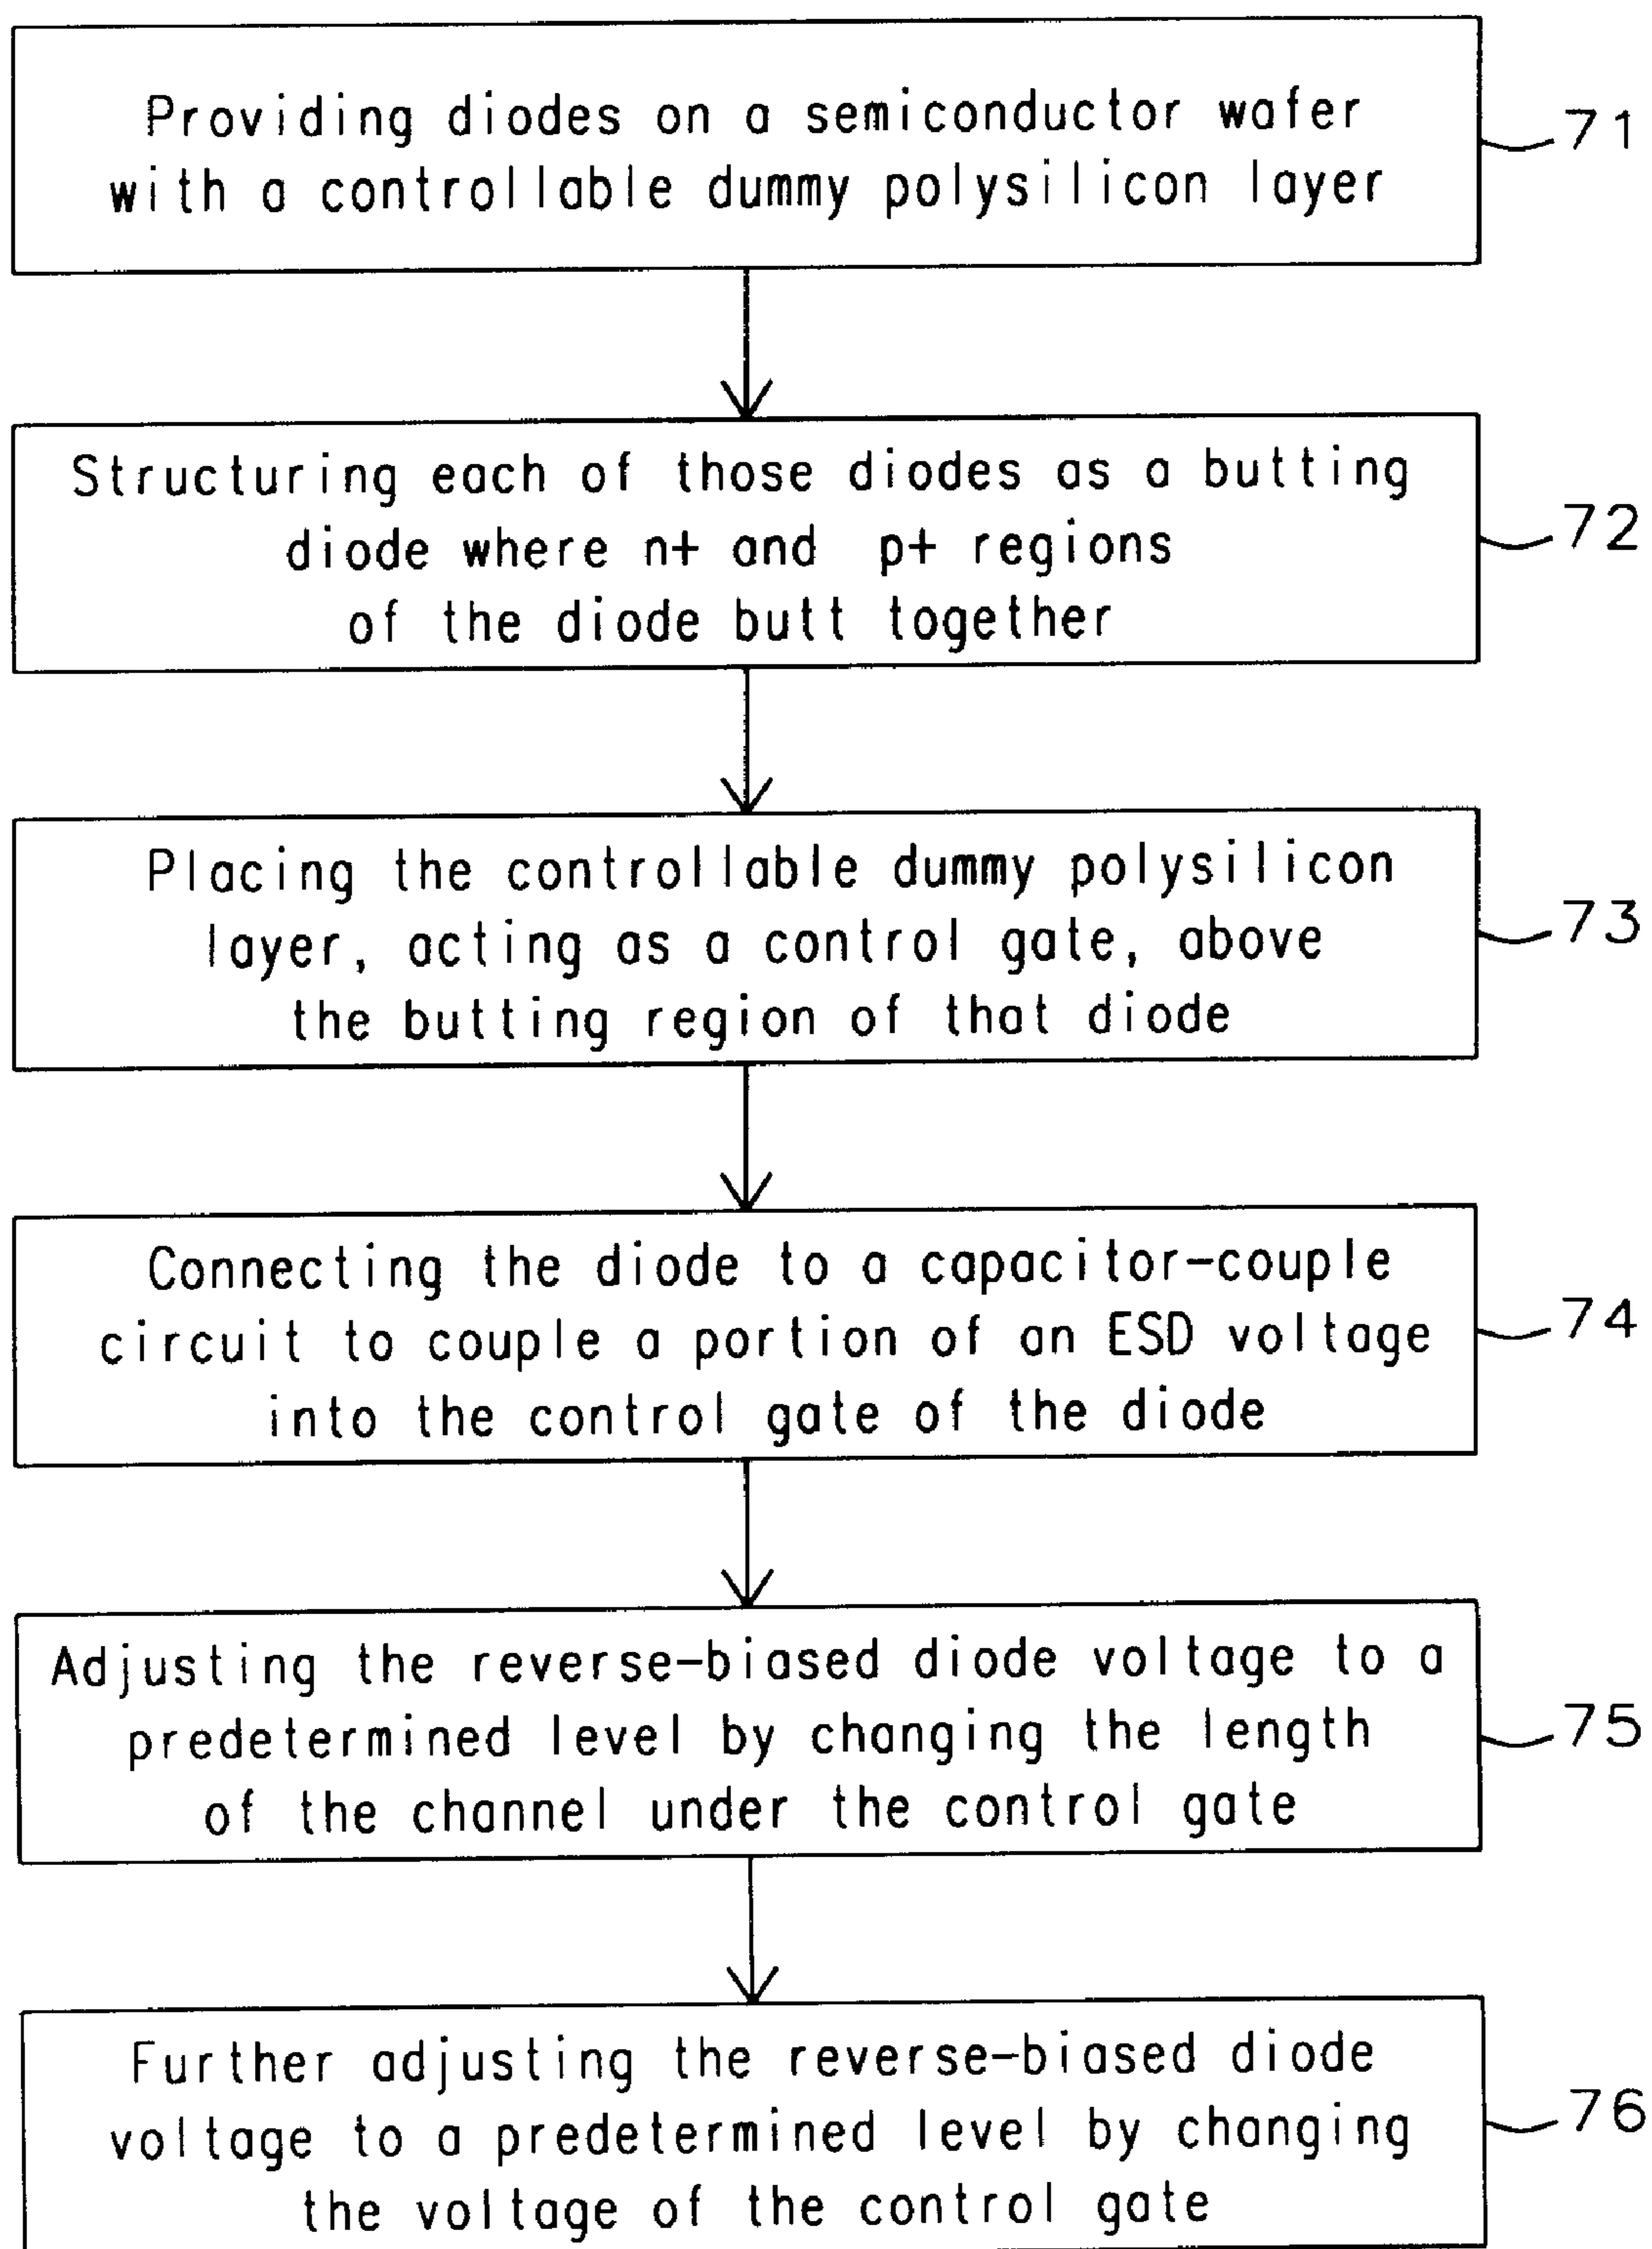 Providing diodes on a semiconductor wafer
with a controllable dummy polysilicon layer
71
Structuring each of those diodes as a butting
diode where n+ and p+ regions
of the diode butt together
72
Placing the controllable dummy polysilicon
layer, acting as a control gate, above
the butting region of that diode
73
Connecting the diode to a capacitor-couple
circuit to couple a portion of an ESD voltage
into the control gate of the diode
74
Adjusting the reverse-biased diode voltage to a
predetermined level by changing the length
of the channel under the control gate
75
Further adjusting the reverse-biased diode
voltage to a predetermined level by changing
the voltage of the control gate
76